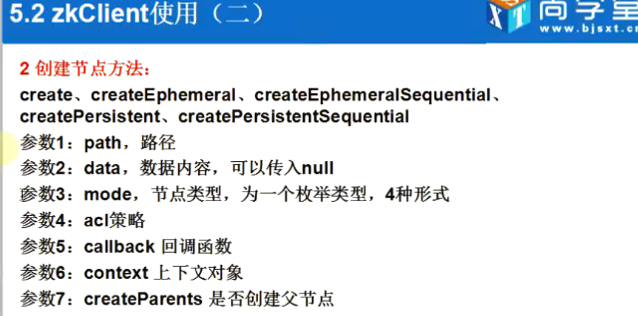 5.2 zkClient使用（二）
XT
尚学堂
www.bjsxt.cn
2 创建节点方法：
create、createEphemeral、createEphemeralSequential、
createPersistent、createPersistentSequential
参数1：path，路径
参数2：data，数据内容，可以传入null
参数3：mode，节点类型，为一个枚举类型，4种形式
参数4：acl策略
参数5：callback 回调函数
参数6：context 上下文对象
参数7：createParents 是否创建父节点